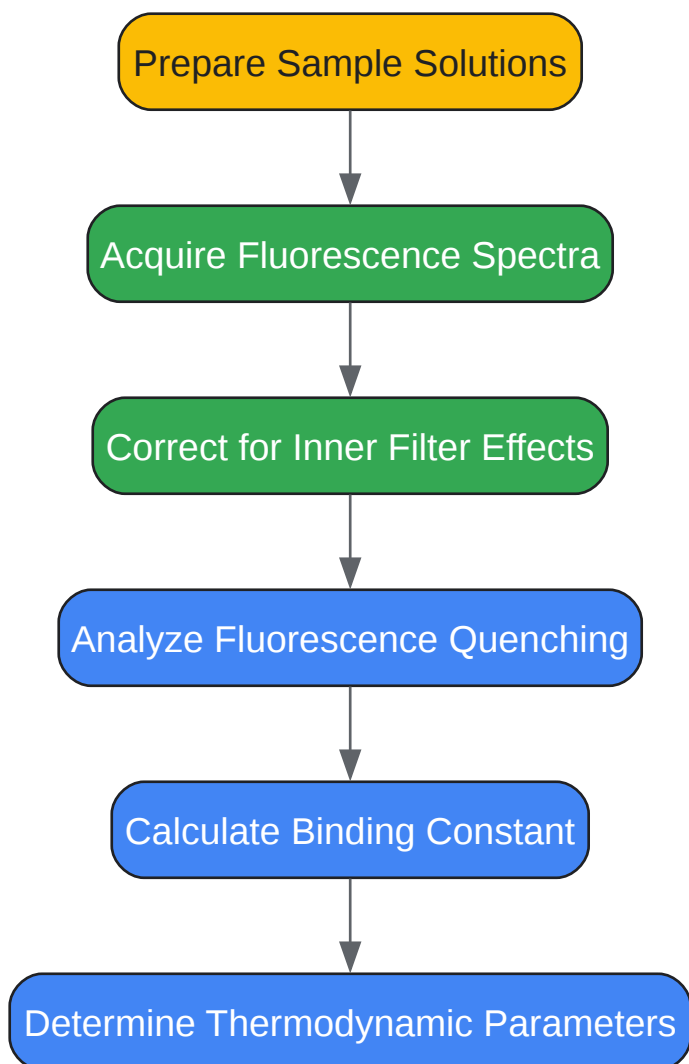 Prepare Sample Solutions
Acquire Fluorescence Spectra
Correct for Inner Filter Effects
Analyze Fluorescence Quenching
Calculate Binding Constant
Determine Thermodynamic Parameters